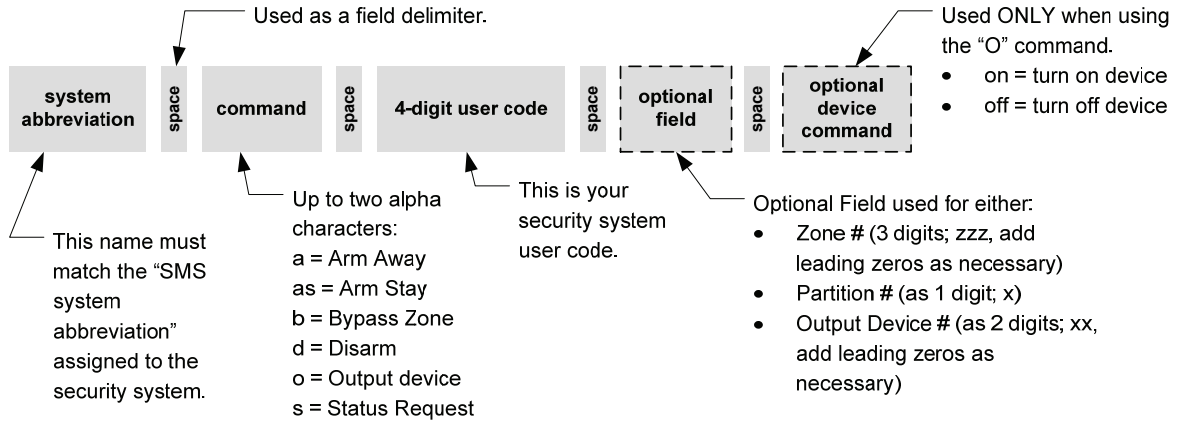 Used as a field delimiter.
Used ONLY when using
the “O” command.
• on = turn on device
• off = turn off device
system
abbreviation
space
command
space
4-digit user code
space
optional
field
space
optional
device
command
This name must
match the “SMS
system
abbreviation”
assigned to the
security system.
Up to two alpha
characters:
a = Arm Away
as = Arm Stay
b = Bypass Zone
d = Disarm
o = Output device
s = Status Request
This is your
security system
user code.
Optional Field used for either:
• Zone # (3 digits; zzz, add
leading zeros as necessary)
• Partition # (as 1 digit; x)
• Output Device # (as 2 digits; xx,
add leading zeros as
necessary)